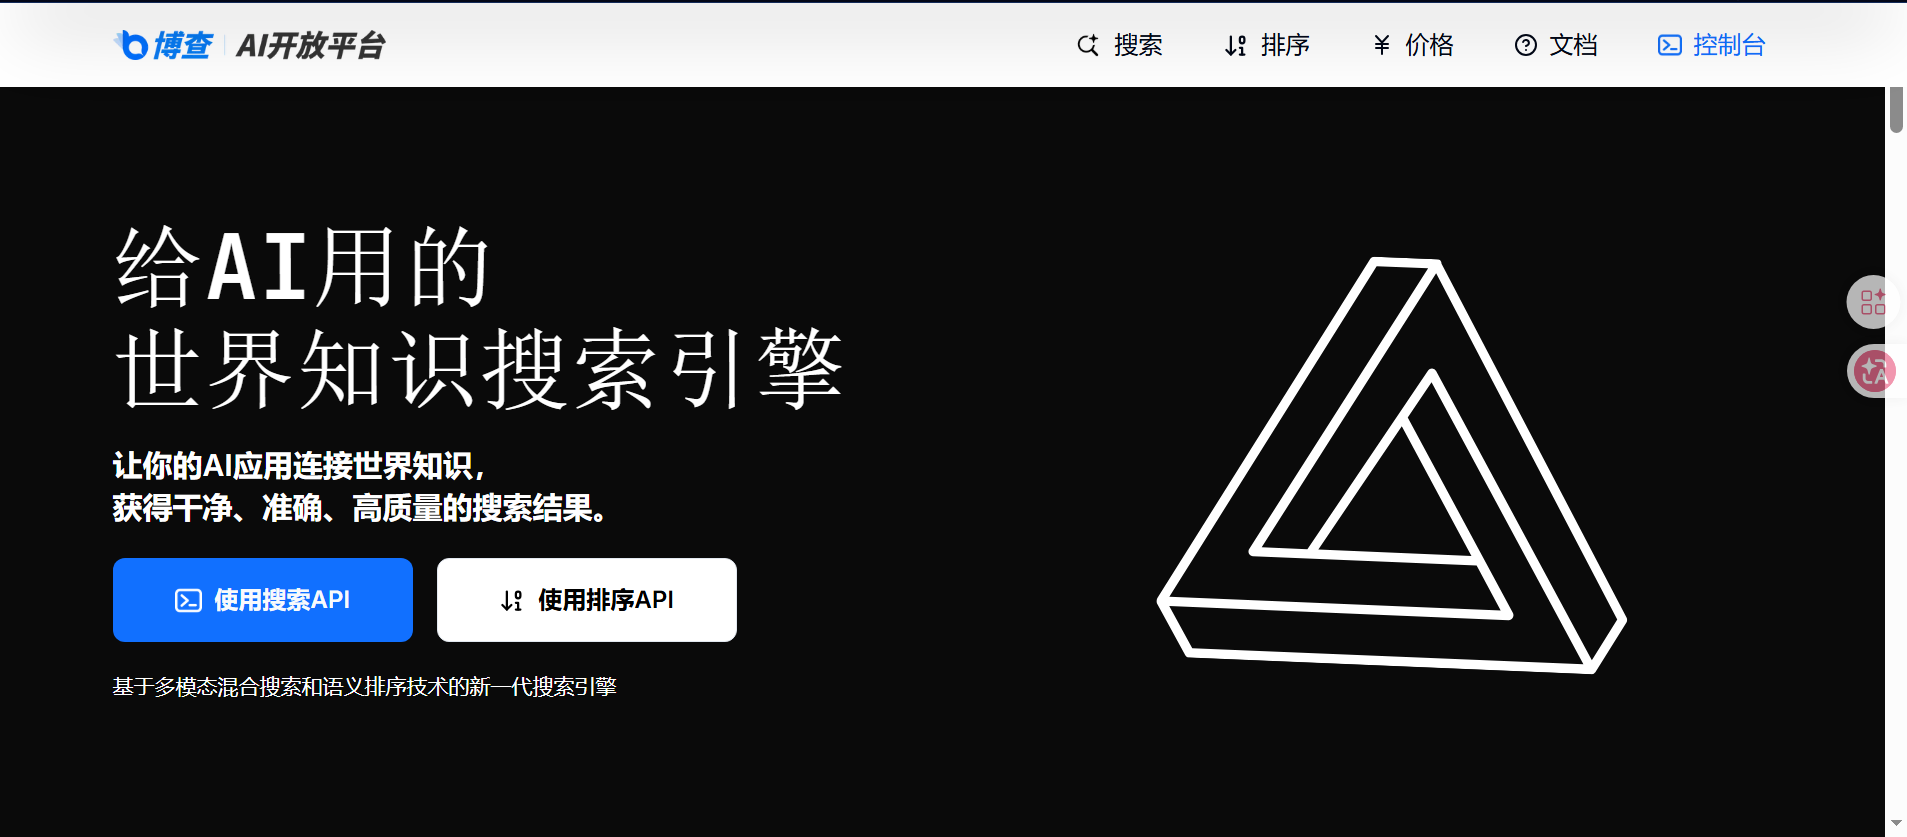 博查 AI开放平台
搜索 排序 价格 文档 控制台
给AI用的
世界知识搜索引擎
让你的AI应用连接世界知识，
获得干净、准确、高质量的搜索结果。
使用搜索API 使用排序API
基于多模态混合搜索和语义排序技术的新一代搜索引擎